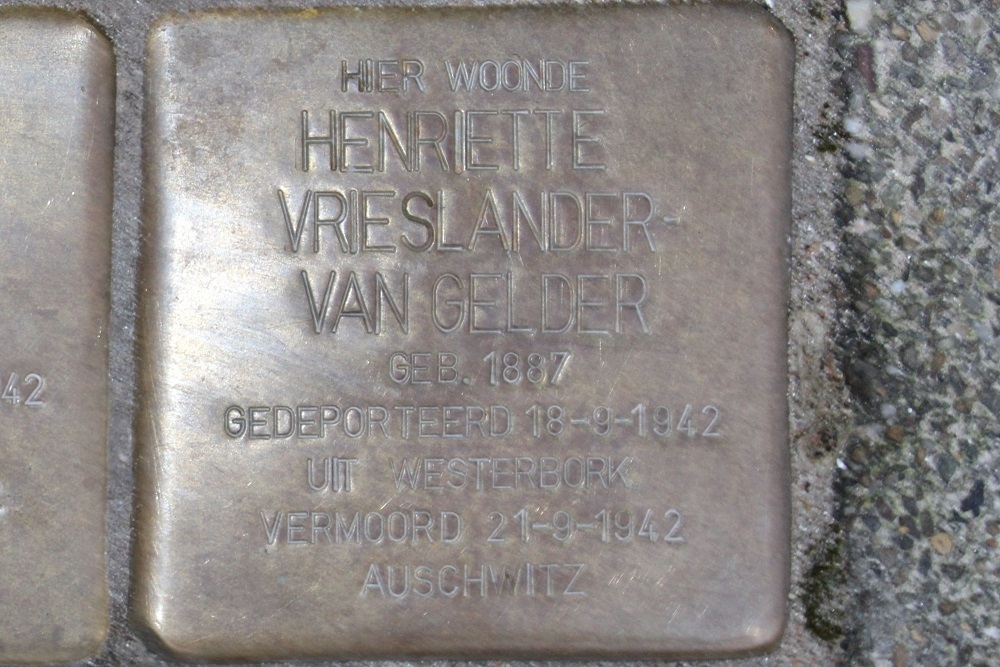 HIER WOONDE
HENRIETTE
VRIESLANDER-
VAN GELDER
GEB. 1887
GEDEPORTEERD 18-9-1942
UIT WESTERBORK
VERMOORD 21-9-1942
AUSCHWITZ
42